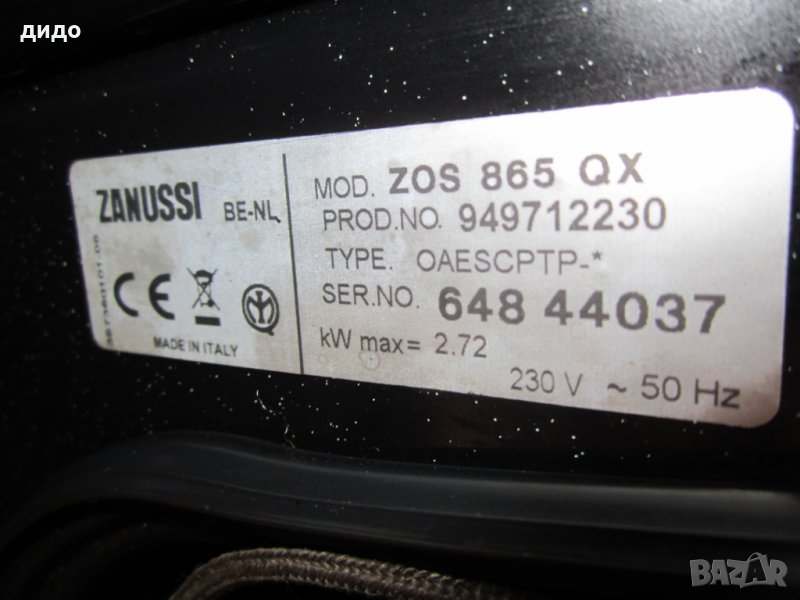 дидо
ZANUSSI BE-NL
MOD. ZOS 865 QX
PROD.NO. 949712230
TYPE. OAESCPTP-*
SER.NO. 648 44037
kW max= 2.72
230 V ~ 50 Hz
CE
MADE IN ITALY
BAZAR